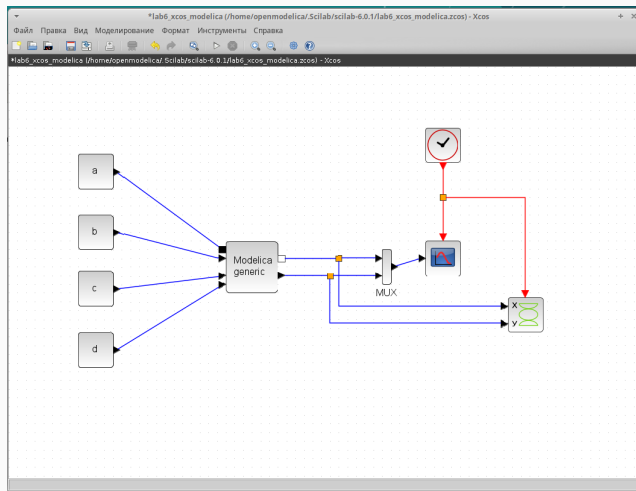 *lab6_xcos_modelica (/home/openmodelica/.Scilab/scilab-6.0.1/lab6_xcos_modelica.zcos) - Xcos
Файл Правка Вид Моделирование Формат Инструменты Справка
*lab6_xcos_modelica (/home/openmodelica/.Scilab/scilab-6.0.1/lab6_xcos_modelica.zcos) - Xcos
a
b
c
d
Modelica
generic
MUX
X
y